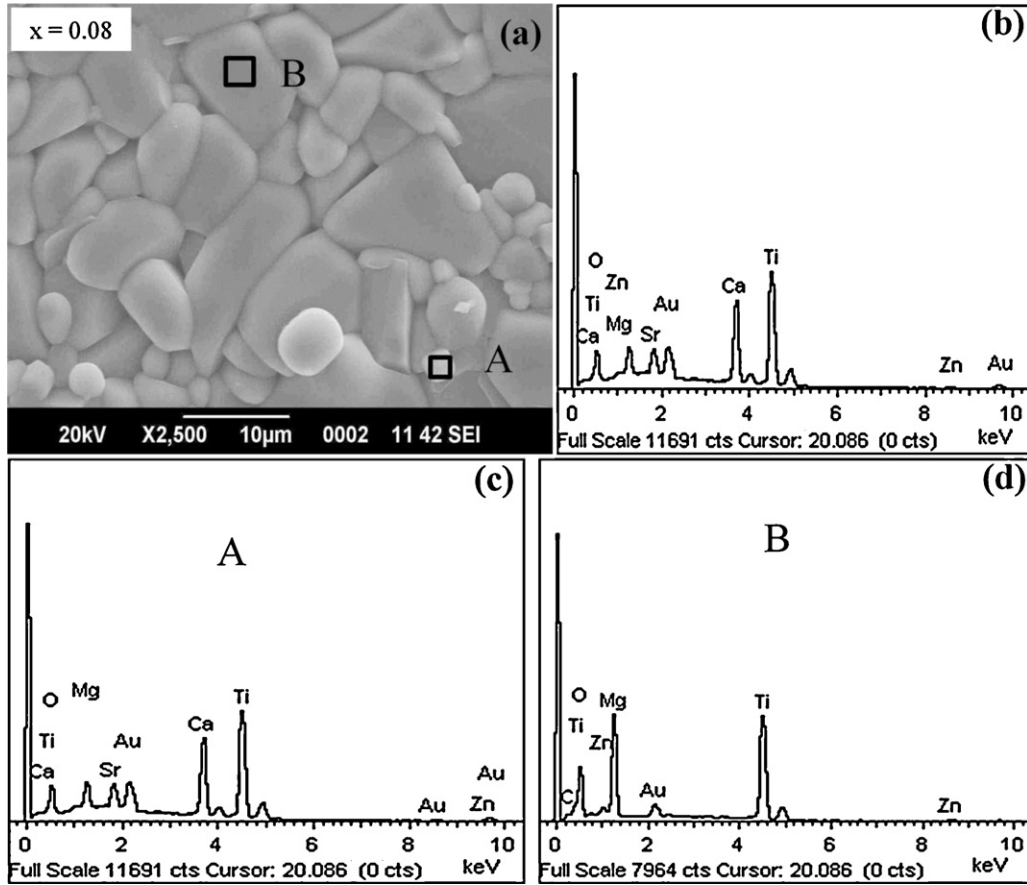 x = 0.08
(a)
B
A
20kV X2,500 10μm 0002 11 42 SEI
(b)
O
Zn
Ti
Au
Ca
Ti
Mg
Sr
Ca
Zn
Au
0 2 4 6 8 10
Full Scale 11691 cts Cursor: 20.086 (0 cts) keV
(c)
A
O
Mg
Ti
Au
Ca
Sr
Ca
Ti
Au
Au
Zn
0 2 4 6 8 10
Full Scale 11691 cts Cursor: 20.086 (0 cts) keV
(d)
B
O
Mg
Ti
Zn
C
Au
Ti
Zn
0 2 4 6 8 10
Full Scale 7964 cts Cursor: 20.086 (0 cts) keV